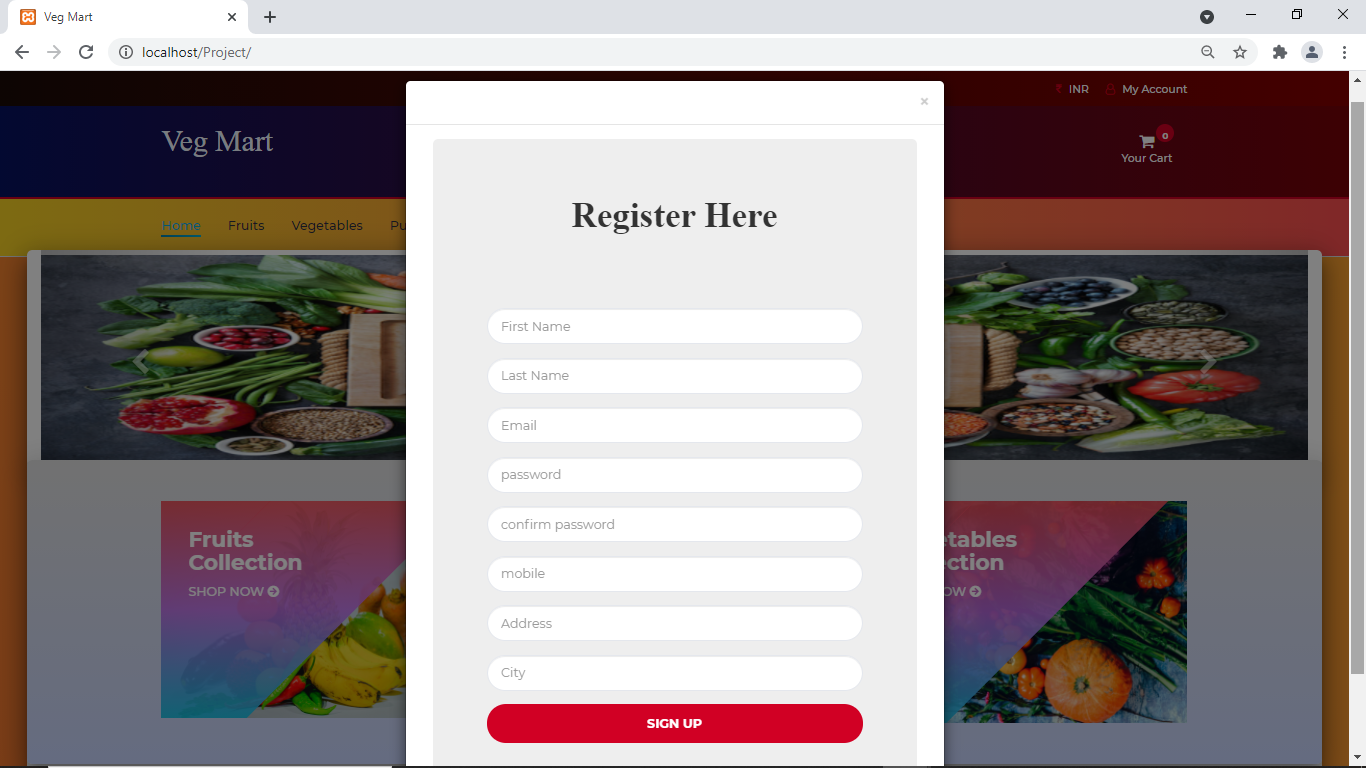 Veg Mart
localhost/Project/
INR My Account
Veg Mart
0
Your Cart
Home Fruits Vegetables Pu
×
Register Here
First Name
Last Name
Email
password
confirm password
mobile
Address
City
SIGN UP
Fruits
Collection
SHOP NOW
etables
ection
OW